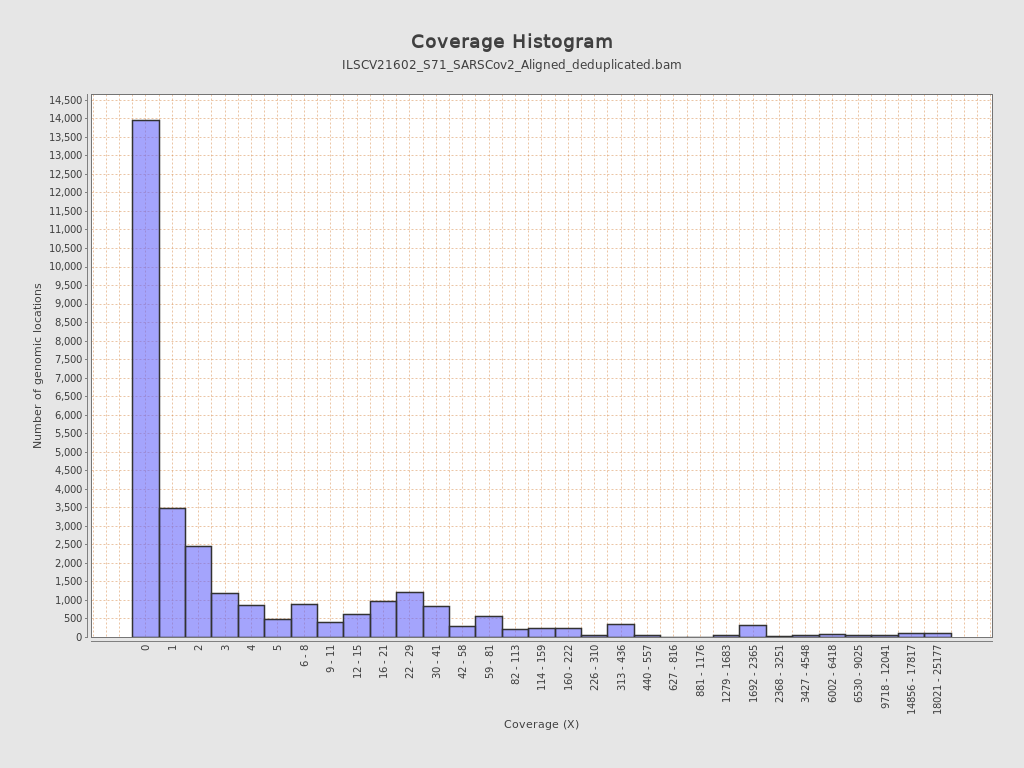 Coverage Histogram
ILSCV21602_S71_SARSCov2_Aligned_deduplicated.bam
14,500
14,000
13,500
13,000
12,500
12,000
11,500
11,000
10,500
10,000
9,500
9,000
8,500
8,000
7,500
7,000
6,500
6,000
5,500
5,000
4,500
4,000
3,500
3,000
2,500
2,000
1,500
1,000
500
0
Number of genomic locations
0
1
2
3
4
5
6 - 8
9 - 11
12 - 15
16 - 21
22 - 29
30 - 41
42 - 58
59 - 81
82 - 113
114 - 159
160 - 222
226 - 310
313 - 436
440 - 557
627 - 816
881 - 1176
1279 - 1683
1692 - 2365
2368 - 3251
3427 - 4548
6002 - 6418
6530 - 9025
9718 - 12041
14856 - 17817
18021 - 25177
Coverage (X)